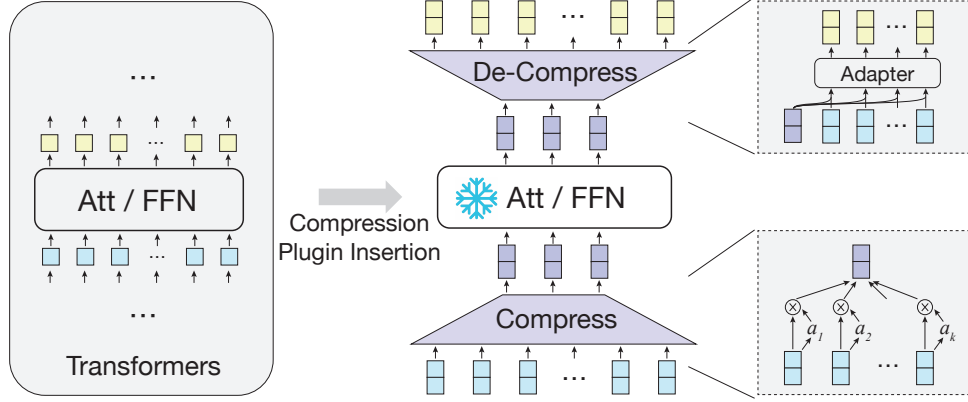 ...
...
Att / FFN
...
...
Transformers
Compression
Plugin Insertion
...
De-Compress
Att / FFN
Compress
...
...
Adapter
...
a1
a2
ak
...